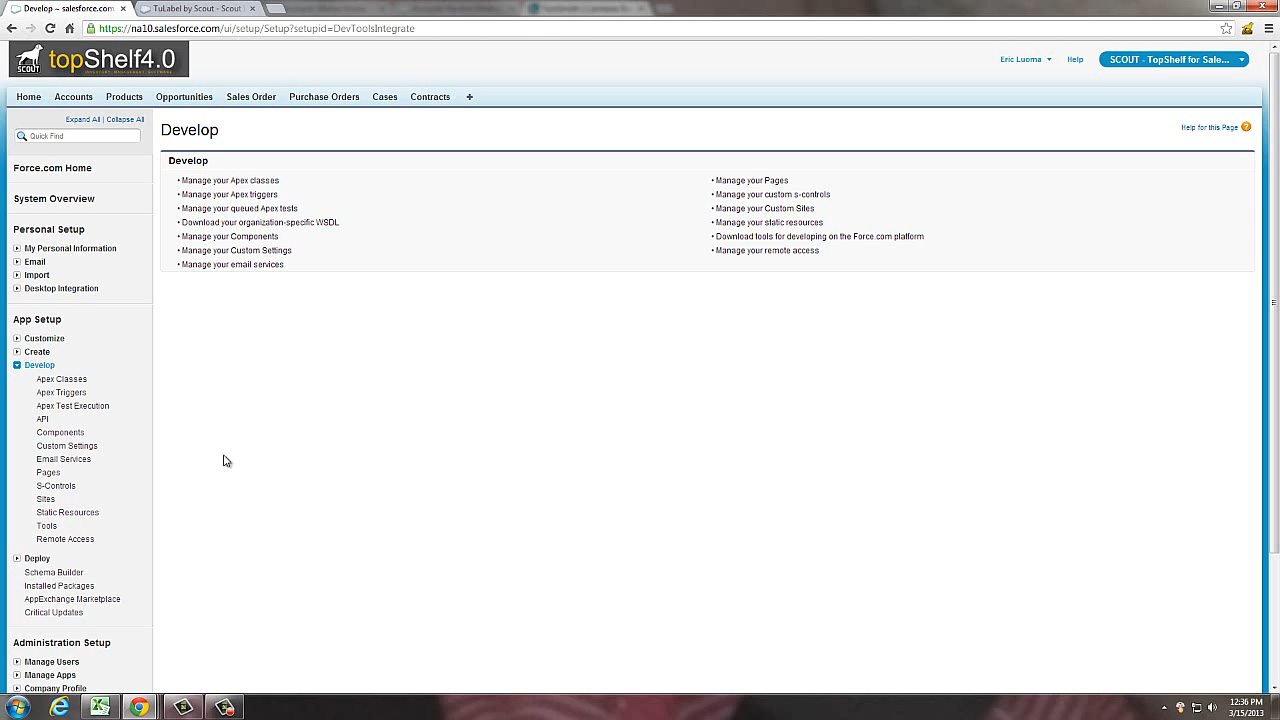 Develop ~ salesforce.com
TuLabel by Scout - Scout
https://na10.salesforce.com/ui/setup/Setup?setupid=DevToolsIntegrate
SCOUT
topShelf4.0
Eric Luoma
Help
SCOUT - TopShelf for Sale...
Home
Accounts
Products
Opportunities
Sales Order
Purchase Orders
Cases
Contracts
+
Expand All | Collapse All
Quick Find
Force.com Home
System Overview
Personal Setup
My Personal Information
Email
Import
Desktop Integration
App Setup
Customize
Create
Develop
Apex Classes
Apex Triggers
Apex Test Execution
API
Components
Custom Settings
Email Services
Pages
S-Controls
Sites
Static Resources
Tools
Remote Access
Deploy
Schema Builder
Installed Packages
AppExchange Marketplace
Critical Updates
Administration Setup
Manage Users
Manage Apps
Company Profile
Develop
Help for this Page
Develop
• Manage your Apex classes
• Manage your Apex triggers
• Manage your queued Apex tests
• Download your organization-specific WSDL
• Manage your Components
• Manage your Custom Settings
• Manage your email services
• Manage your Pages
• Manage your custom s-controls
• Manage your Custom Sites
• Manage your static resources
• Download tools for developing on the Force.com platform
• Manage your remote access
12:36 PM
3/15/2013